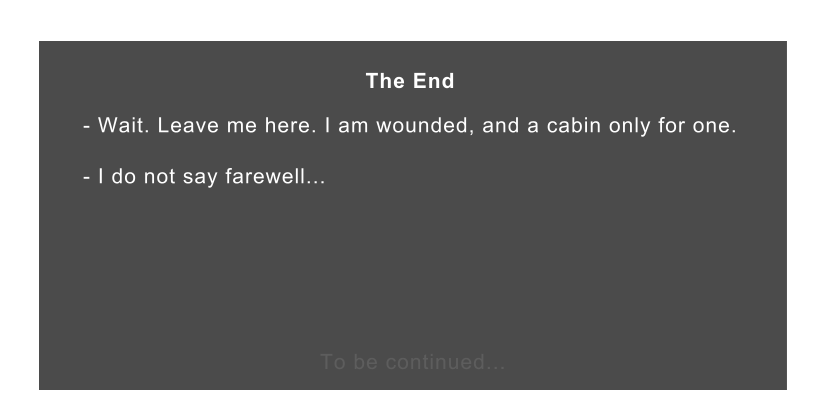 The End
- Wait. Leave me here. I am wounded, and a cabin only for one.
- I do not say farewell...
To be continued...